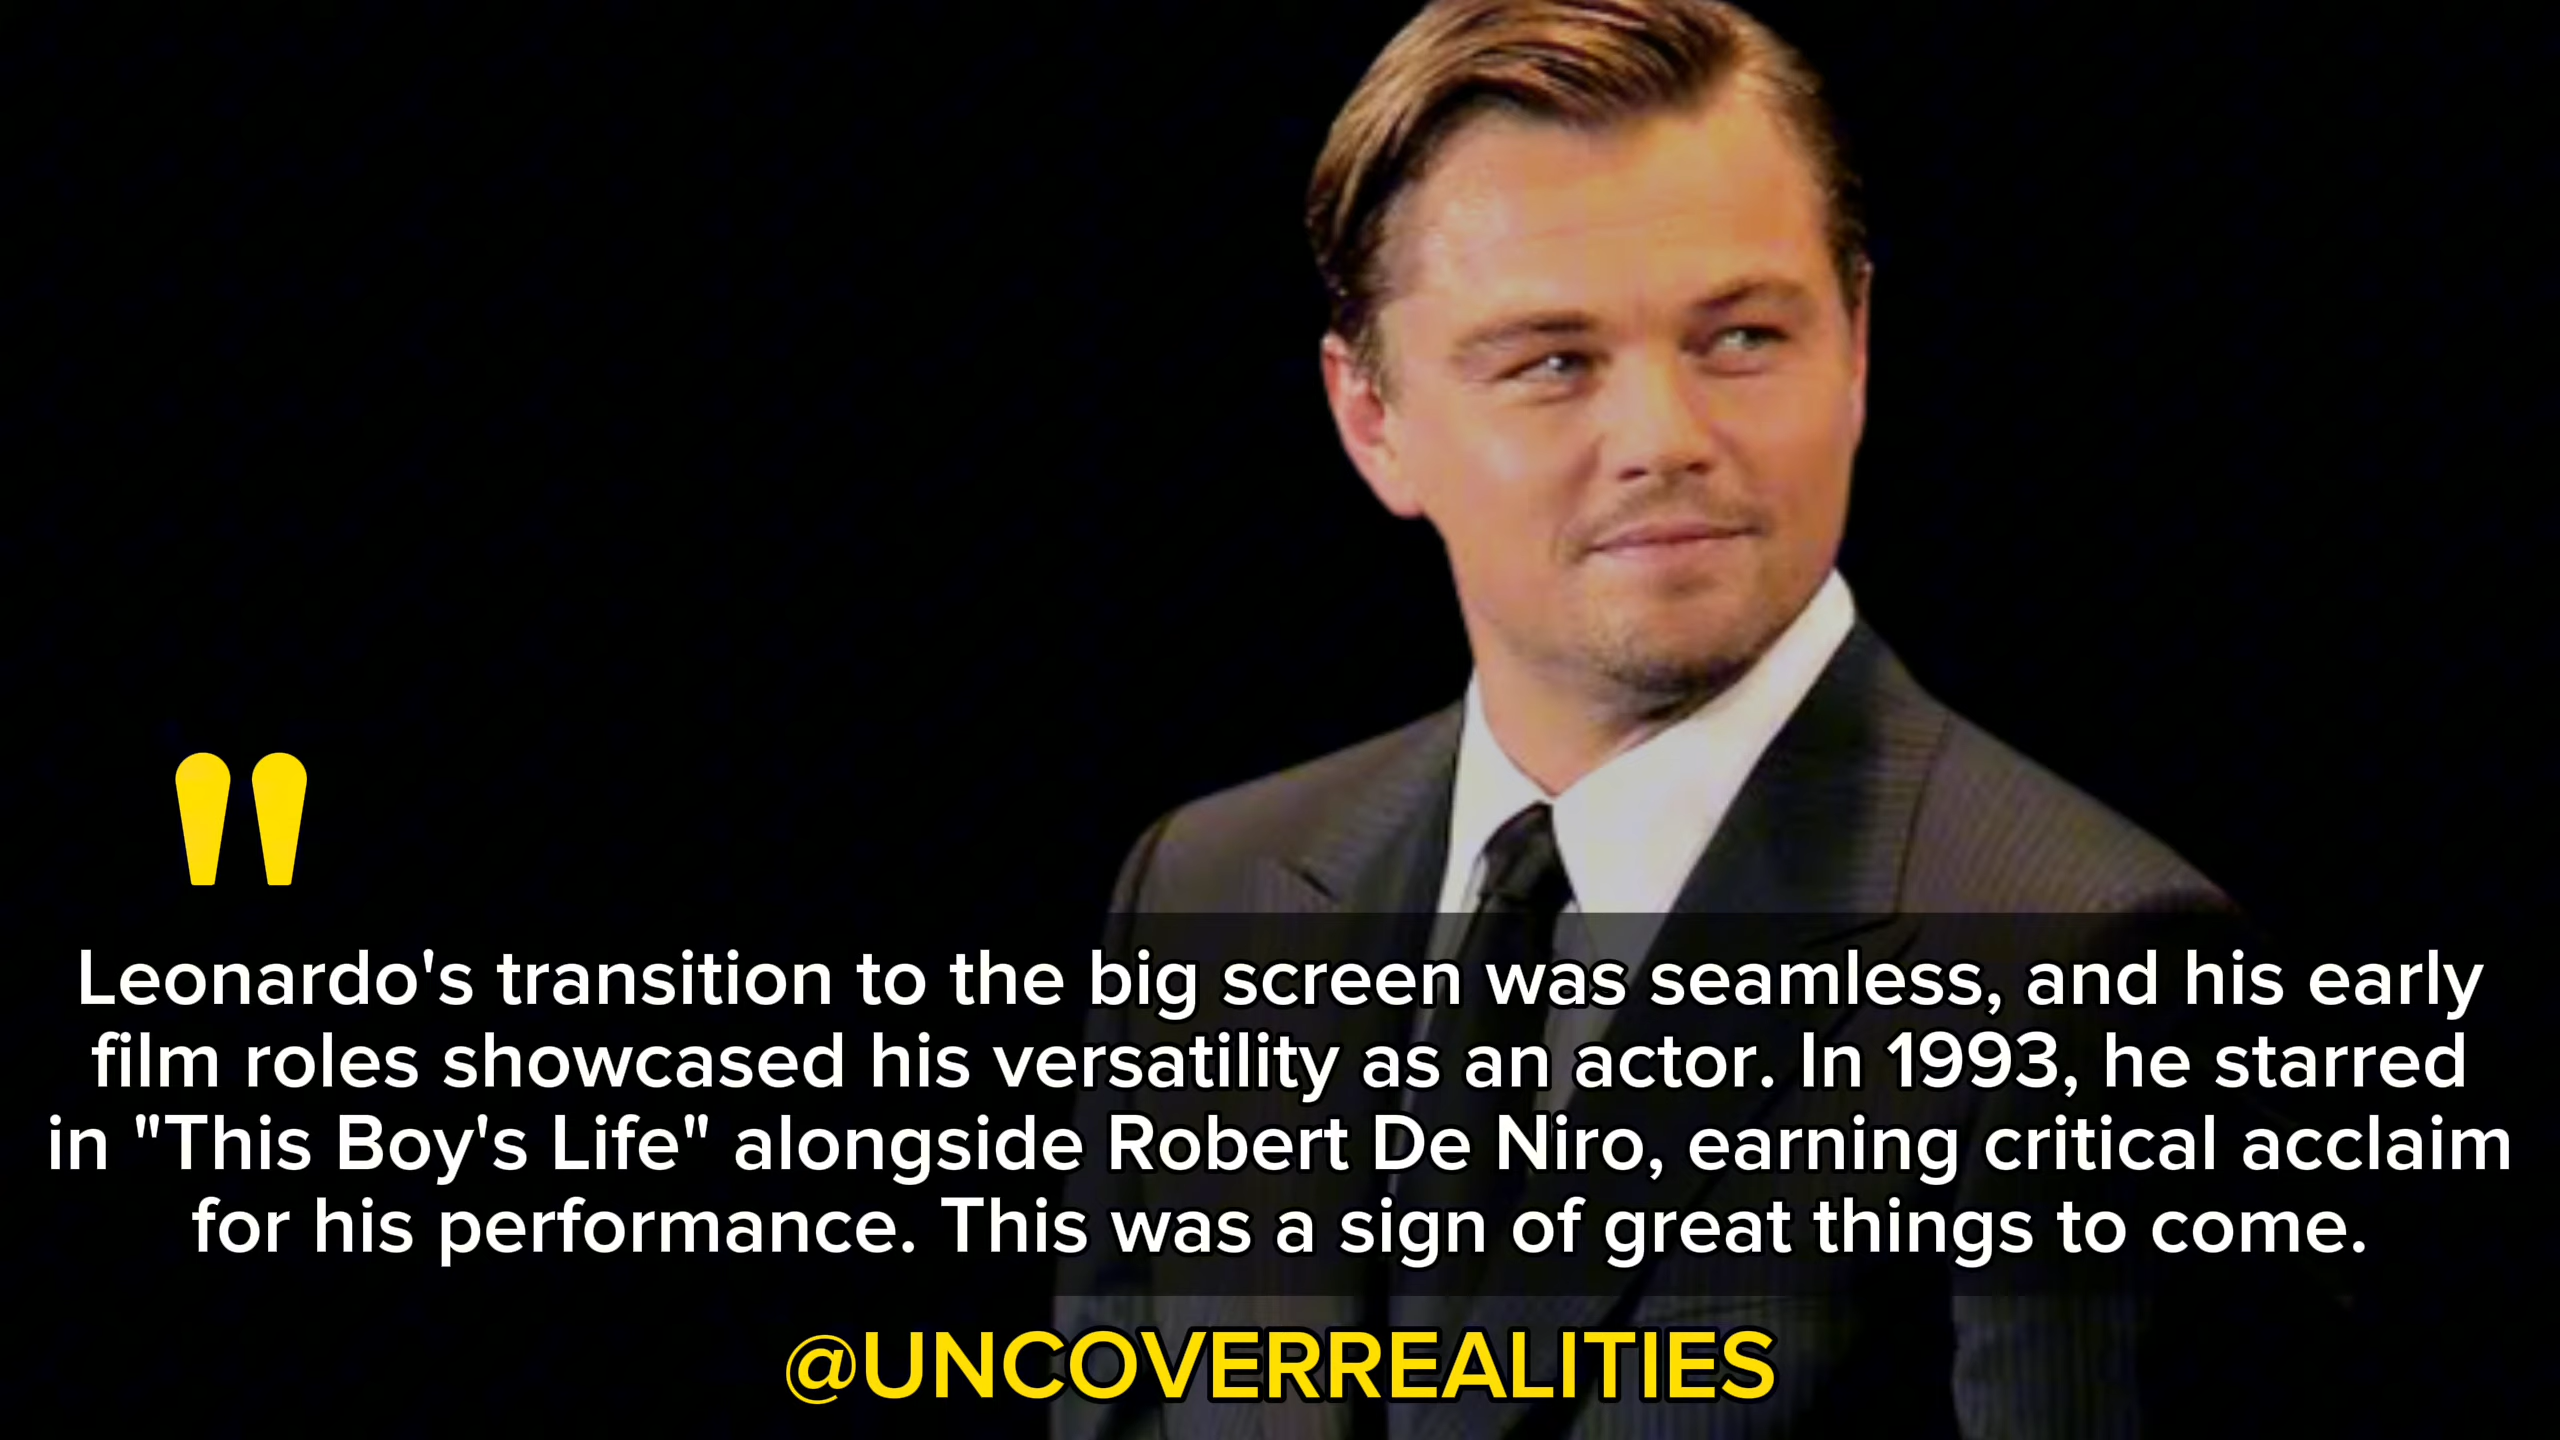 "
Leonardo's transition to the big screen was seamless, and his early
film roles showcased his versatility as an actor. In 1993, he starred
in "This Boy's Life" alongside Robert De Niro, earning critical acclaim
for his performance. This was a sign of great things to come.
@UNCOVERREALITIES